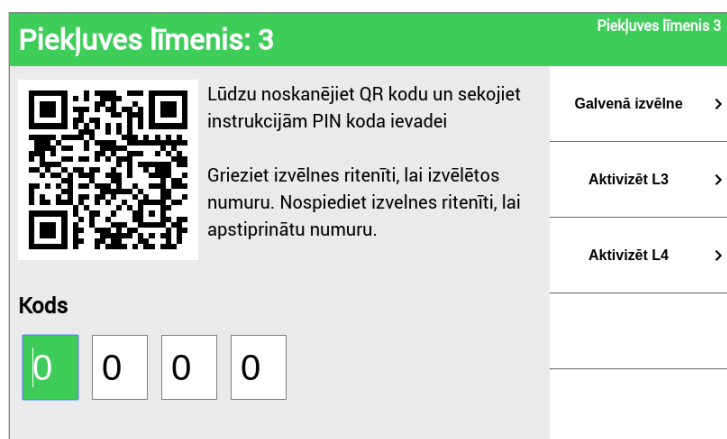 Piekļuves līmenis: 3
Piekļuves līmenis 3
Lūdzu noskanējiet QR kodu un sekojiet
instrukcijām PIN koda ievadei
Grieziet izvēlnes ritenīti, lai izvēlētos
numuru. Nospiediet izvelnes ritenīti, lai
apstiprinātu numuru.
Kods
0 0 0 0
Galvenā izvēlne
Aktivizēt L3
Aktivizēt L4